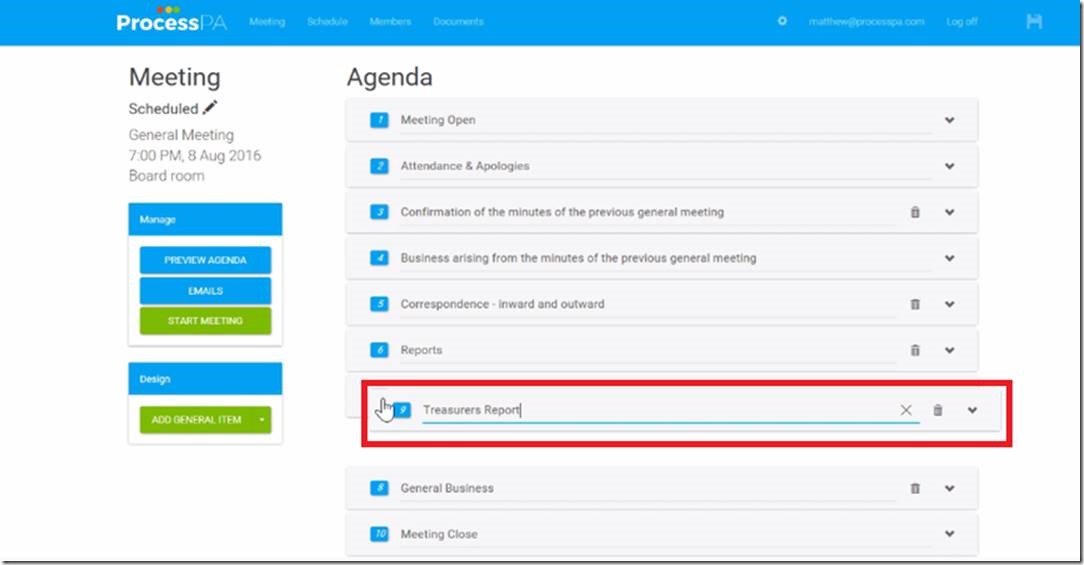 ProcessPA Meeting Schedule Members Documents matthew@processpa.com Log off
Meeting
Scheduled
General Meeting
7:00 PM, 8 Aug 2016
Board room
Manage
PREVIEW AGENDA
EMAILS
START MEETING
Design
ADD GENERAL ITEM
Agenda
1 Meeting Open
2 Attendance & Apologies
3 Confirmation of the minutes of the previous general meeting
4 Business arising from the minutes of the previous general meeting
5 Correspondence - inward and outward
6 Reports
9 Treasurers Report
8 General Business
10 Meeting Close